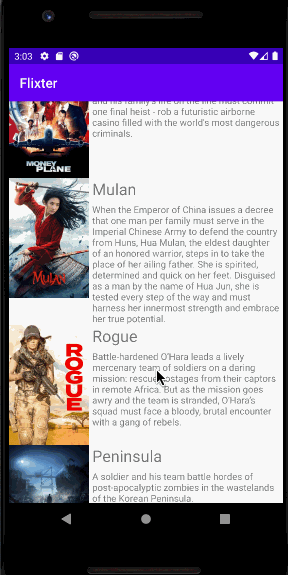 3:03
Flixter
and his family's life on the line must commit
one final heist - rob a futuristic airborne
casino filled with the world's most dangerous
criminals.
MONEY
PLANE
Mulan
When the Emperor of China issues a decree
that one man per family must serve in the
Imperial Chinese Army to defend the country
from Huns, Hua Mulan, the eldest daughter
of an honored warrior, steps in to take the
place of her ailing father. She is spirited,
determined and quick on her feet. Disguised
as a man by the name of Hua Jun, she is
tested every step of the way and must
harness her innermost strength and embrace
her true potential.
MULAN
Rogue
Battle-hardened O'Hara leads a lively
mercenary team of soldiers on a daring
mission: rescue hostages from their captors
in remote Africa. But as the mission goes
awry and the team is stranded, O'Hara's
squad must face a bloody, brutal encounter
with a gang of rebels.
ROGUE
Peninsula
A soldier and his team battle hordes of
post-apocalyptic zombies in the wastelands
of the Korean Peninsula.